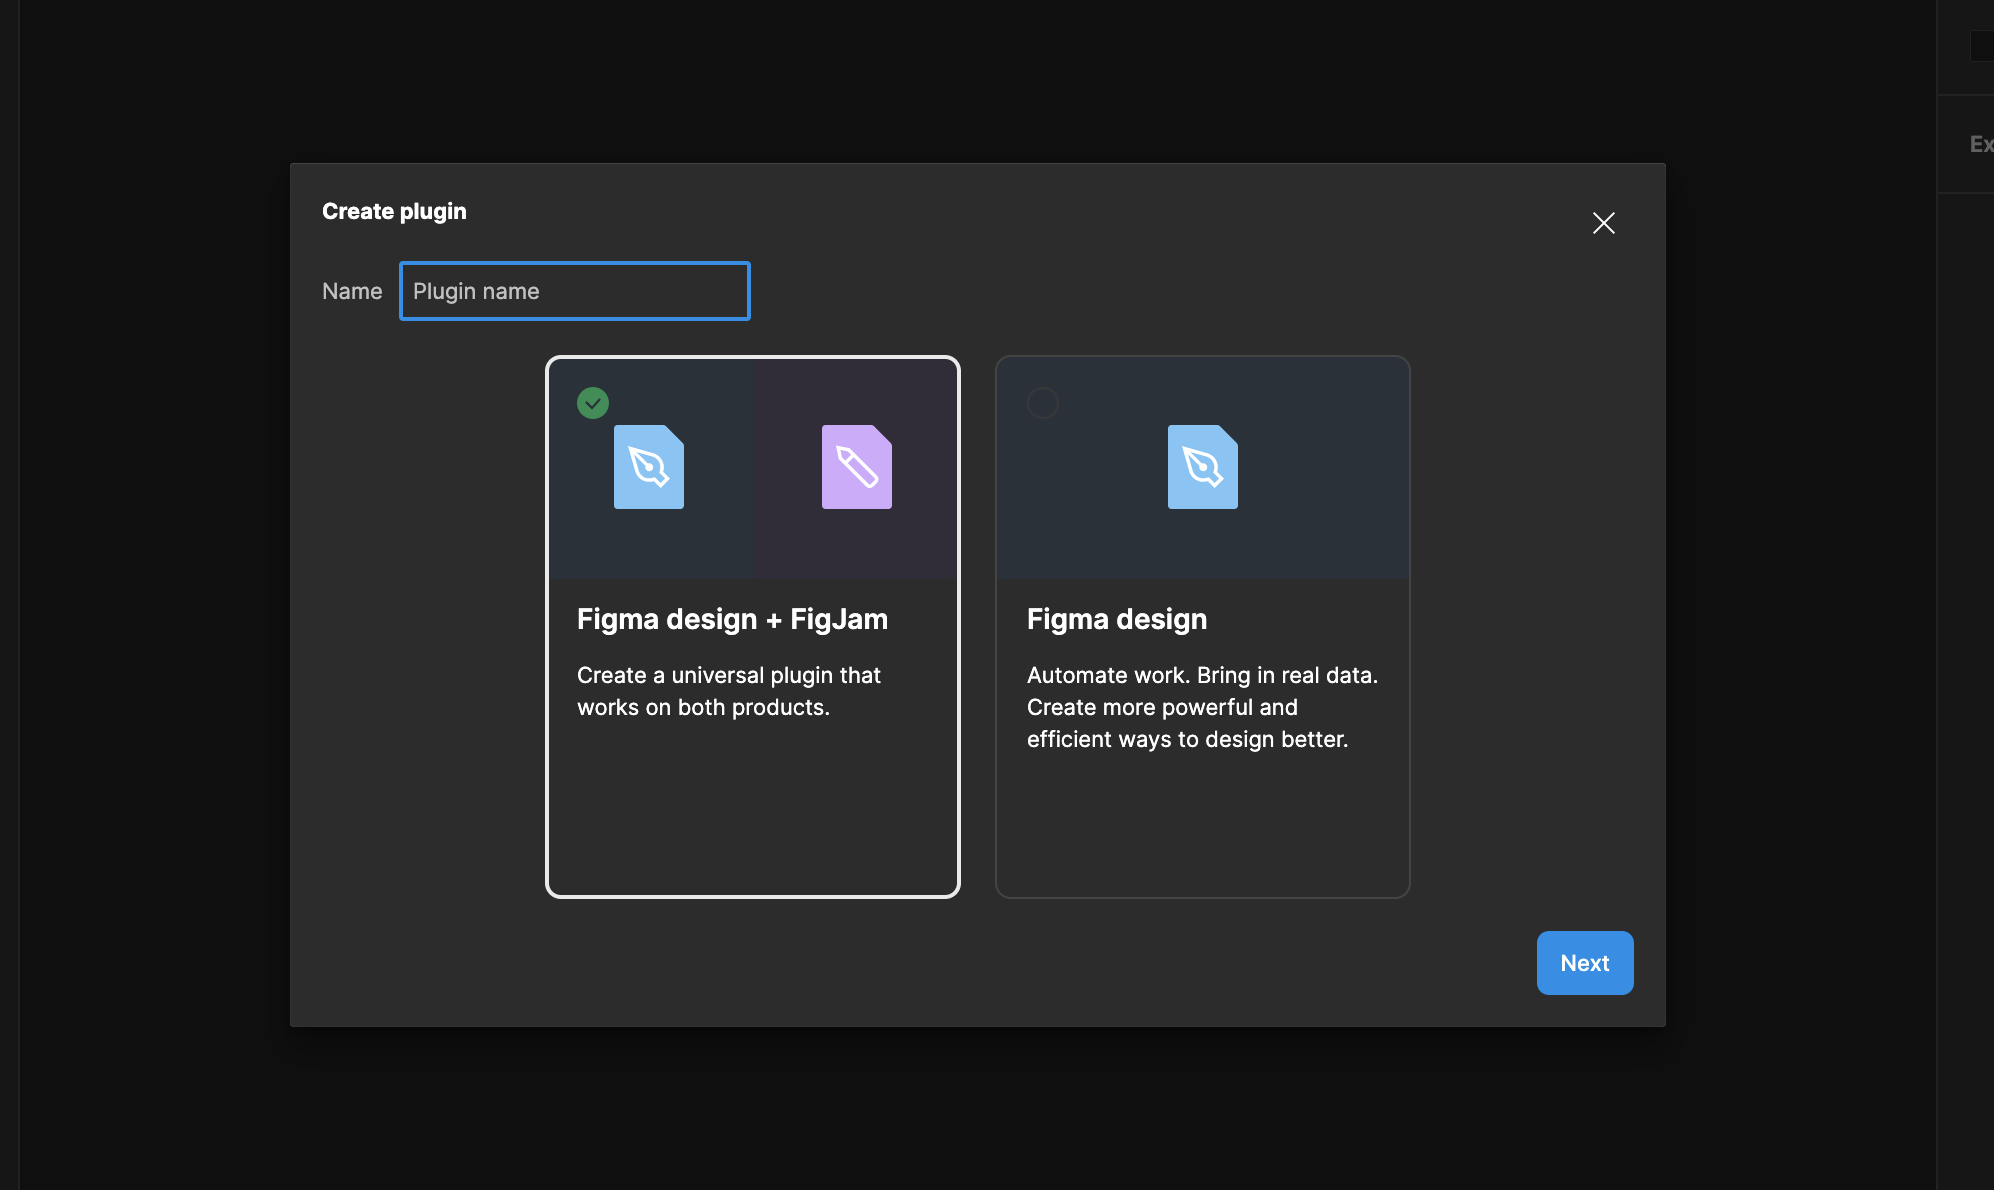 Ex
Create plugin
Name
Plugin name
Figma design + FigJam
Create a universal plugin that
works on both products.
Figma design
Automate work. Bring in real data.
Create more powerful and
efficient ways to design better.
Next